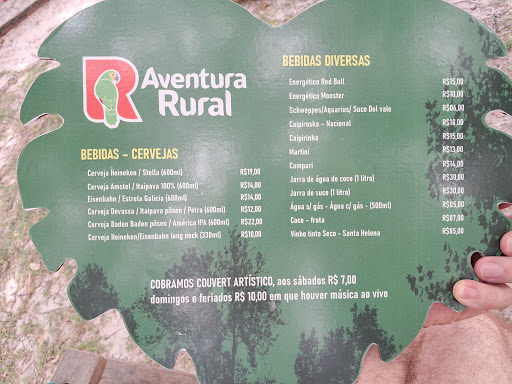 R
Aventura
Rural
BEBIDAS - CERVEJAS
Cerveja Heineken / Stella (600ml) R$19,00
Cerveja Amstel / Itaipava 100% (600ml) R$14,00
Eisenbahn / Estrela Galicia (600ml) R$14,00
Cerveja Devassa / Itaipava pilsen / Petra (600ml) R$12,00
Cerveja Baden Baden pilsen / América IPA (600ml) R$22,00
Cerveja Heineken/Eisenbahn long neck (330ml) R$10,00
BEBIDAS DIVERSAS
Energético Red Bull R$15,00
Energético Monster R$10,00
Schweppes/Aquarius/ Suco Del vale R$06,00
Caipiroska - Nacional R$18,00
Caipirinha R$15,00
Martini R$13,00
Campari R$14,00
Jarra de água de coco (1 litro) R$30,00
Jarra de suco (1 litro) R$30,00
Água s/ gás - Água c/ gás - (500ml) R$05,00
Coco - fruta R$07,00
Vinho tinto Seco - Santa Helena R$85,00
COBRAMOS COUVERT ARTÍSTICO, aos sábados R$ 7,00
domingos e feriados R$ 10,00 em que houver música ao vivo